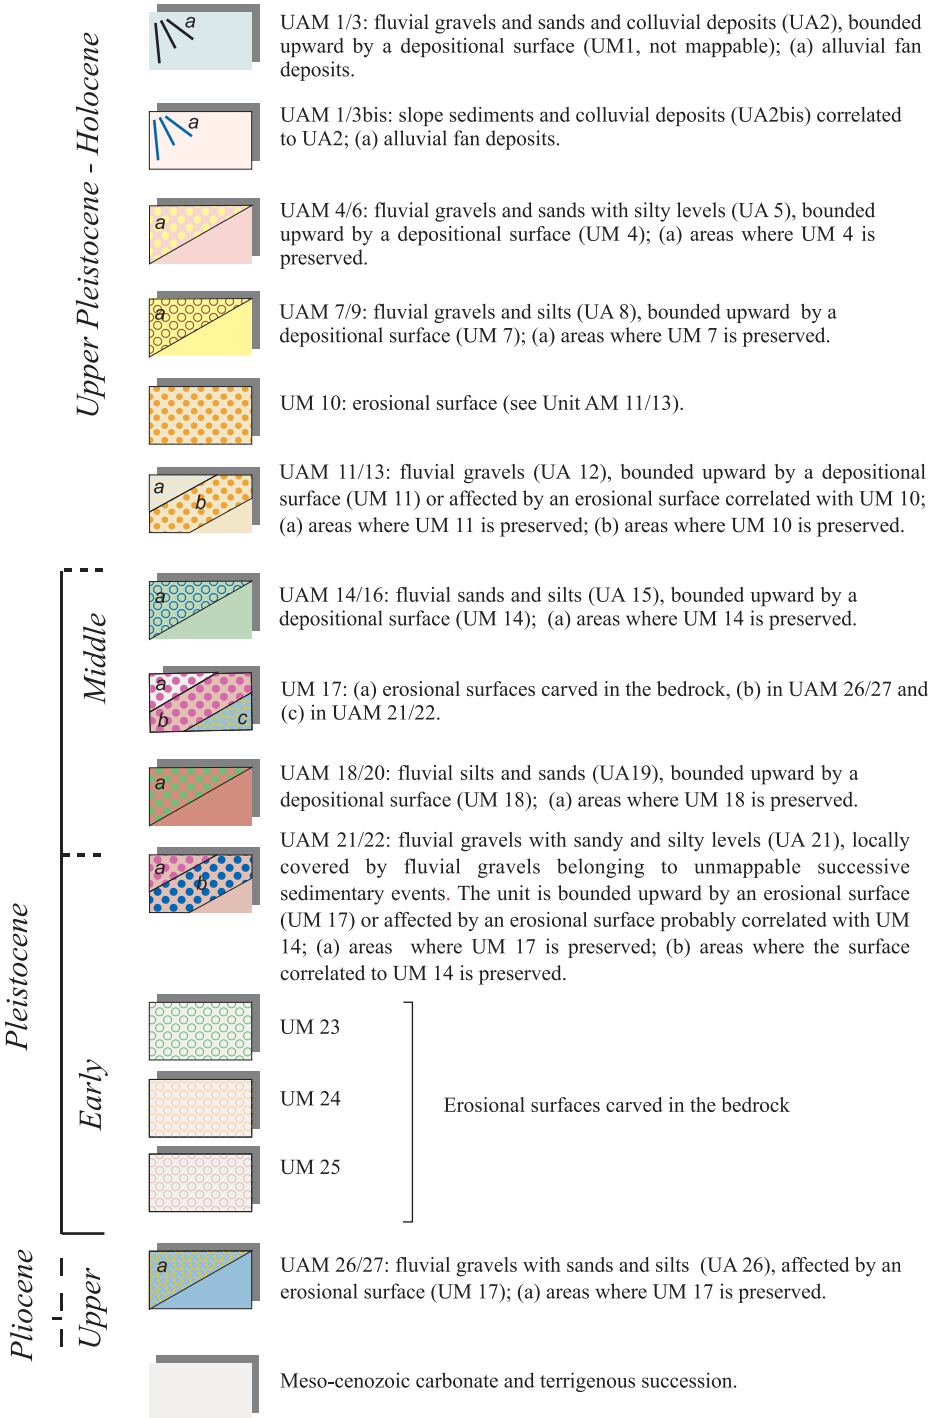 Upper Pleistocene - Holocene
a
UAM 1/3: fluvial gravels and sands and colluvial deposits (UA2), bounded
upward by a depositional surface (UM1, not mappable); (a) alluvial fan
deposits.
a
UAM 1/3bis: slope sediments and colluvial deposits (UA2bis) correlated
to UA2; (a) alluvial fan deposits.
a
UAM 4/6: fluvial gravels and sands with silty levels (UA 5), bounded
upward by a depositional surface (UM 4); (a) areas where UM 4 is
preserved.
a
UAM 7/9: fluvial gravels and silts (UA 8), bounded upward by a
depositional surface (UM 7); (a) areas where UM 7 is preserved.
UM 10: erosional surface (see Unit AM 11/13).
a
b
UAM 11/13: fluvial gravels (UA 12), bounded upward by a depositional
surface (UM 11) or affected by an erosional surface correlated with UM 10;
(a) areas where UM 11 is preserved; (b) areas where UM 10 is preserved.
Pleistocene
Middle
a
UAM 14/16: fluvial sands and silts (UA 15), bounded upward by a
depositional surface (UM 14); (a) areas where UM 14 is preserved.
a
b
c
UM 17: (a) erosional surfaces carved in the bedrock, (b) in UAM 26/27 and
(c) in UAM 21/22.
a
UAM 18/20: fluvial silts and sands (UA19), bounded upward by a
depositional surface (UM 18); (a) areas where UM 18 is preserved.
a
b
UAM 21/22: fluvial gravels with sandy and silty levels (UA 21), locally
covered by fluvial gravels belonging to unmappable successive
sedimentary events. The unit is bounded upward by an erosional surface
(UM 17) or affected by an erosional surface probably correlated with UM
14; (a) areas where UM 17 is preserved; (b) areas where the surface
correlated to UM 14 is preserved.
Early
UM 23
UM 24
UM 25
Erosional surfaces carved in the bedrock
Pliocene
Upper
a
UAM 26/27: fluvial gravels with sands and silts (UA 26), affected by an
erosional surface (UM 17); (a) areas where UM 17 is preserved.
Meso-cenozoic carbonate and terrigenous succession.